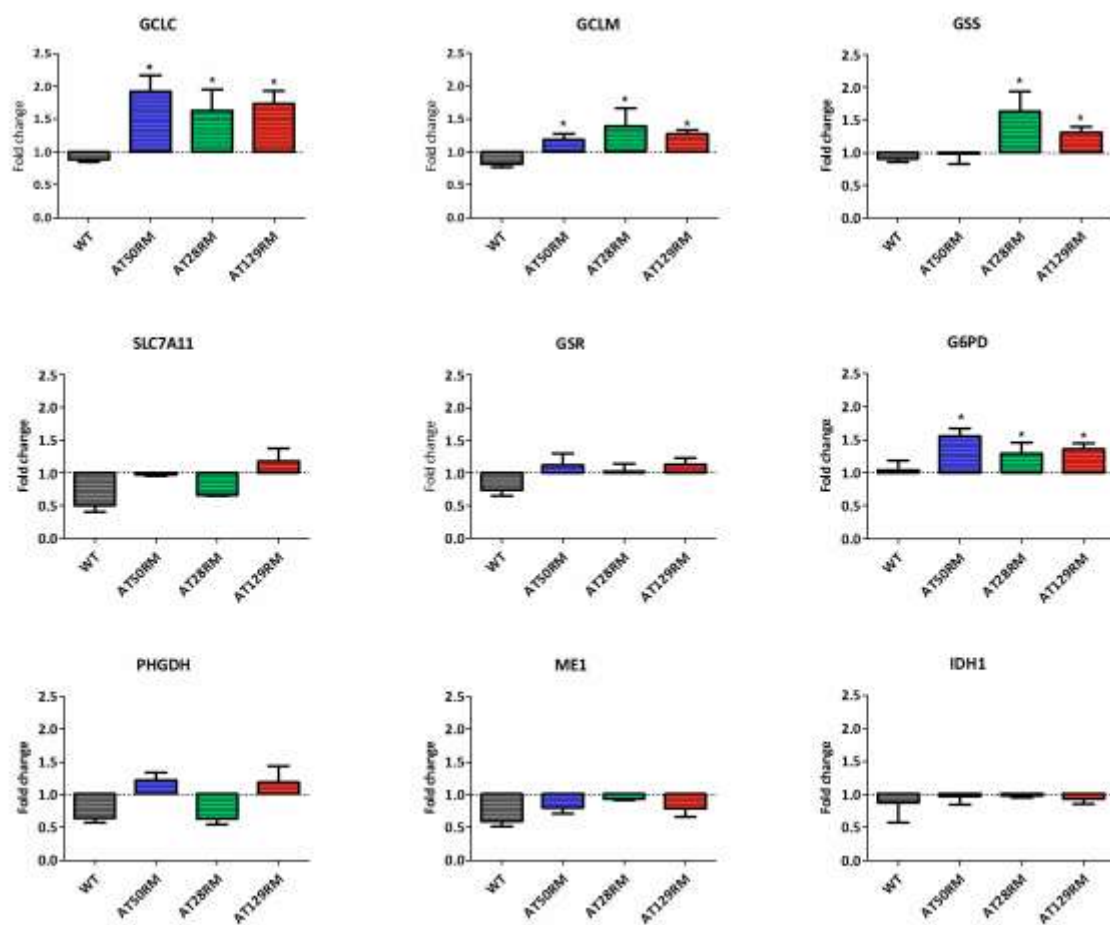 GCLC
GCLM
GSS
Fold change
2.5
2.0
1.5
1.0
0.5
0.0
* * *
WT
AT50RM
AT28RM
AT129RM
Fold change
2.5
2.0
1.5
1.0
0.5
0.0
* * *
WT
AT50RM
AT28RM
AT129RM
Fold change
2.5
2.0
1.5
1.0
0.5
0.0
* *
WT
AT50RM
AT28RM
AT129RM
SLC7A11
GSR
G6PD
Fold change
2.5
2.0
1.5
1.0
0.5
0.0
WT
AT50RM
AT28RM
AT129RM
Fold change
2.5
2.0
1.5
1.0
0.5
0.0
WT
AT50RM
AT28RM
AT129RM
Fold change
2.5
2.0
1.5
1.0
0.5
0.0
* * *
WT
AT50RM
AT28RM
AT129RM
PHGDH
ME1
IDH1
Fold change
2.5
2.0
1.5
1.0
0.5
0.0
WT
AT50RM
AT28RM
AT129RM
Fold change
2.5
2.0
1.5
1.0
0.5
0.0
WT
AT50RM
AT28RM
AT129RM
Fold change
2.5
2.0
1.5
1.0
0.5
0.0
WT
AT50RM
AT28RM
AT129RM